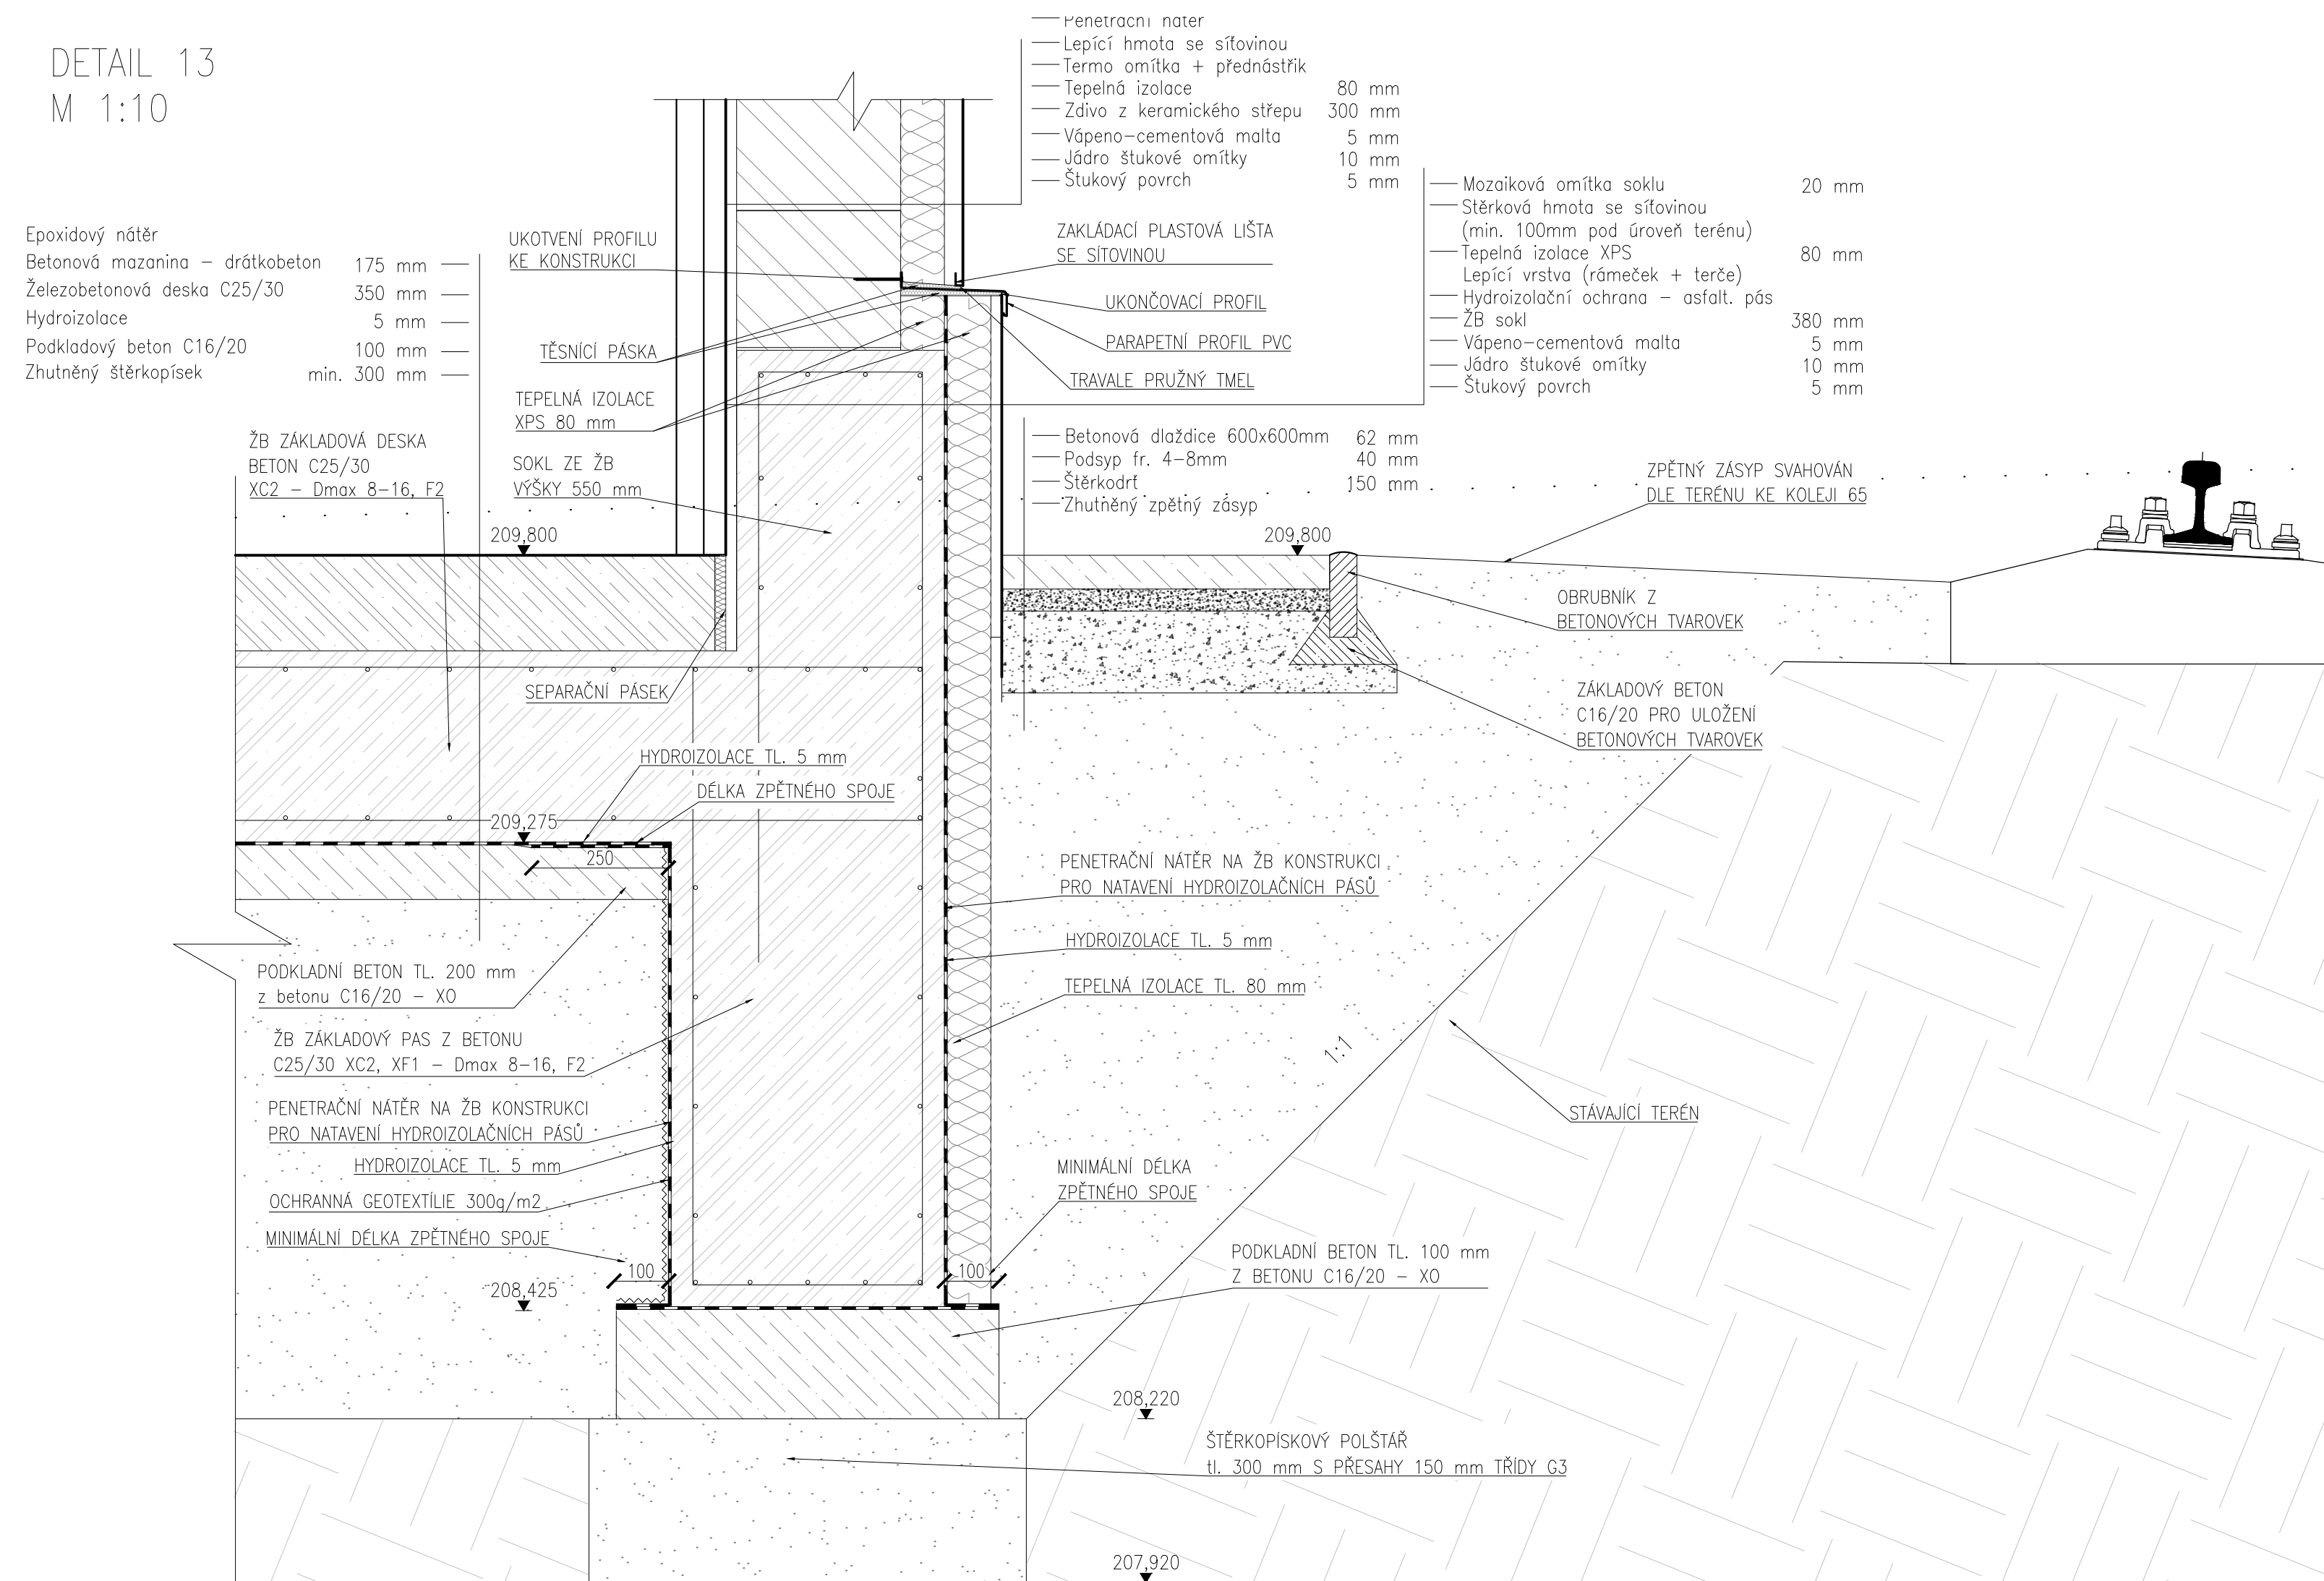 DETAIL 13
M 1:10
Penetrační nátěr
Lepící hmota se síťovinou
Termo omítka + přednástřik
Tepelná izolace 80 mm
Zdivo z keramického střepu 300 mm
Vápeno-cementová malta 5 mm
Jádro štukové omítky 10 mm
Štukový povrch 5 mm
Mozaiková omítka soklu 20 mm
Stěrková hmota se síťovinou
(min. 100mm pod úroveň terénu)
Tepelná izolace XPS 80 mm
Lepící vrstva (rámeček + terče)
Hydroizolační ochrana - asfalt. pás
ŽB sokl 380 mm
Vápeno-cementová malta 5 mm
Jádro štukové omítky 10 mm
Štukový povrch 5 mm
Epoxidový nátěr
Betonová mazanina - drátkobeton 175 mm
Železobetonová deska C25/30 350 mm
Hydroizolace 5 mm
Podkladový beton C16/20 100 mm
Zhutněný štěrkopísek min. 300 mm
UKOTVENÍ PROFILU
KE KONSTRUKCI
ZAKLÁDACÍ PLASTOVÁ LIŠTA
SE SÍTOVINOU
UKONČOVACÍ PROFIL
PARAPETNÍ PROFIL PVC
TĚSNÍCÍ PÁSKA
TRAVALE PRUŽNÝ TMEL
TEPELNÁ IZOLACE
XPS 80 mm
ŽB ZÁKLADOVÁ DESKA
BETON C25/30
XC2 - Dmax 8-16, F2
SOKL ZE ŽB
VÝŠKY 550 mm
Betonová dlaždice 600x600mm 62 mm
Podsyp fr. 4-8mm 40 mm
Štěrkodrť 150 mm
Zhutněný zpětný zásyp
ZPĚTNÝ ZÁSYP SVAHOVÁN
DLE TERÉNU KE KOLEJI 65
209,800
209,800
OBRUBNÍK Z
BETONOVÝCH TVAROVEK
SEPARAČNÍ PÁSEK
ZÁKLADOVÝ BETON
C16/20 PRO ULOŽENÍ
BETONOVÝCH TVAROVEK
HYDROIZOLACE TL. 5 mm
DÉLKA ZPĚTNÉHO SPOJE
209,275
250
PENETRAČNÍ NÁTĚR NA ŽB KONSTRUKCI
PRO NATAVENÍ HYDROIZOLAČNÍCH PÁSŮ
HYDROIZOLACE TL. 5 mm
TEPELNÁ IZOLACE TL. 80 mm
PODKLADNÍ BETON TL. 200 mm
z betonu C16/20 - XO
ŽB ZÁKLADOVÝ PAS Z BETONU
C25/30 XC2, XF1 - Dmax 8-16, F2
1:1
PENETRAČNÍ NÁTĚR NA ŽB KONSTRUKCI
PRO NATAVENÍ HYDROIZOLAČNÍCH PÁSŮ
STÁVAJÍCÍ TERÉN
HYDROIZOLACE TL. 5 mm
OCHRANNÁ GEOTEXTÍLIE 300g/m2
MINIMÁLNÍ DÉLKA ZPĚTNÉHO SPOJE
MINIMÁLNÍ DÉLKA
ZPĚTNÉHO SPOJE
100
100
208,425
PODKLADNÍ BETON TL. 100 mm
Z BETONU C16/20 - XO
208,220
ŠTĚRKOPÍSKOVÝ POLŠTÁŘ
tl. 300 mm S PŘESAHY 150 mm TŘÍDY G3
207,920